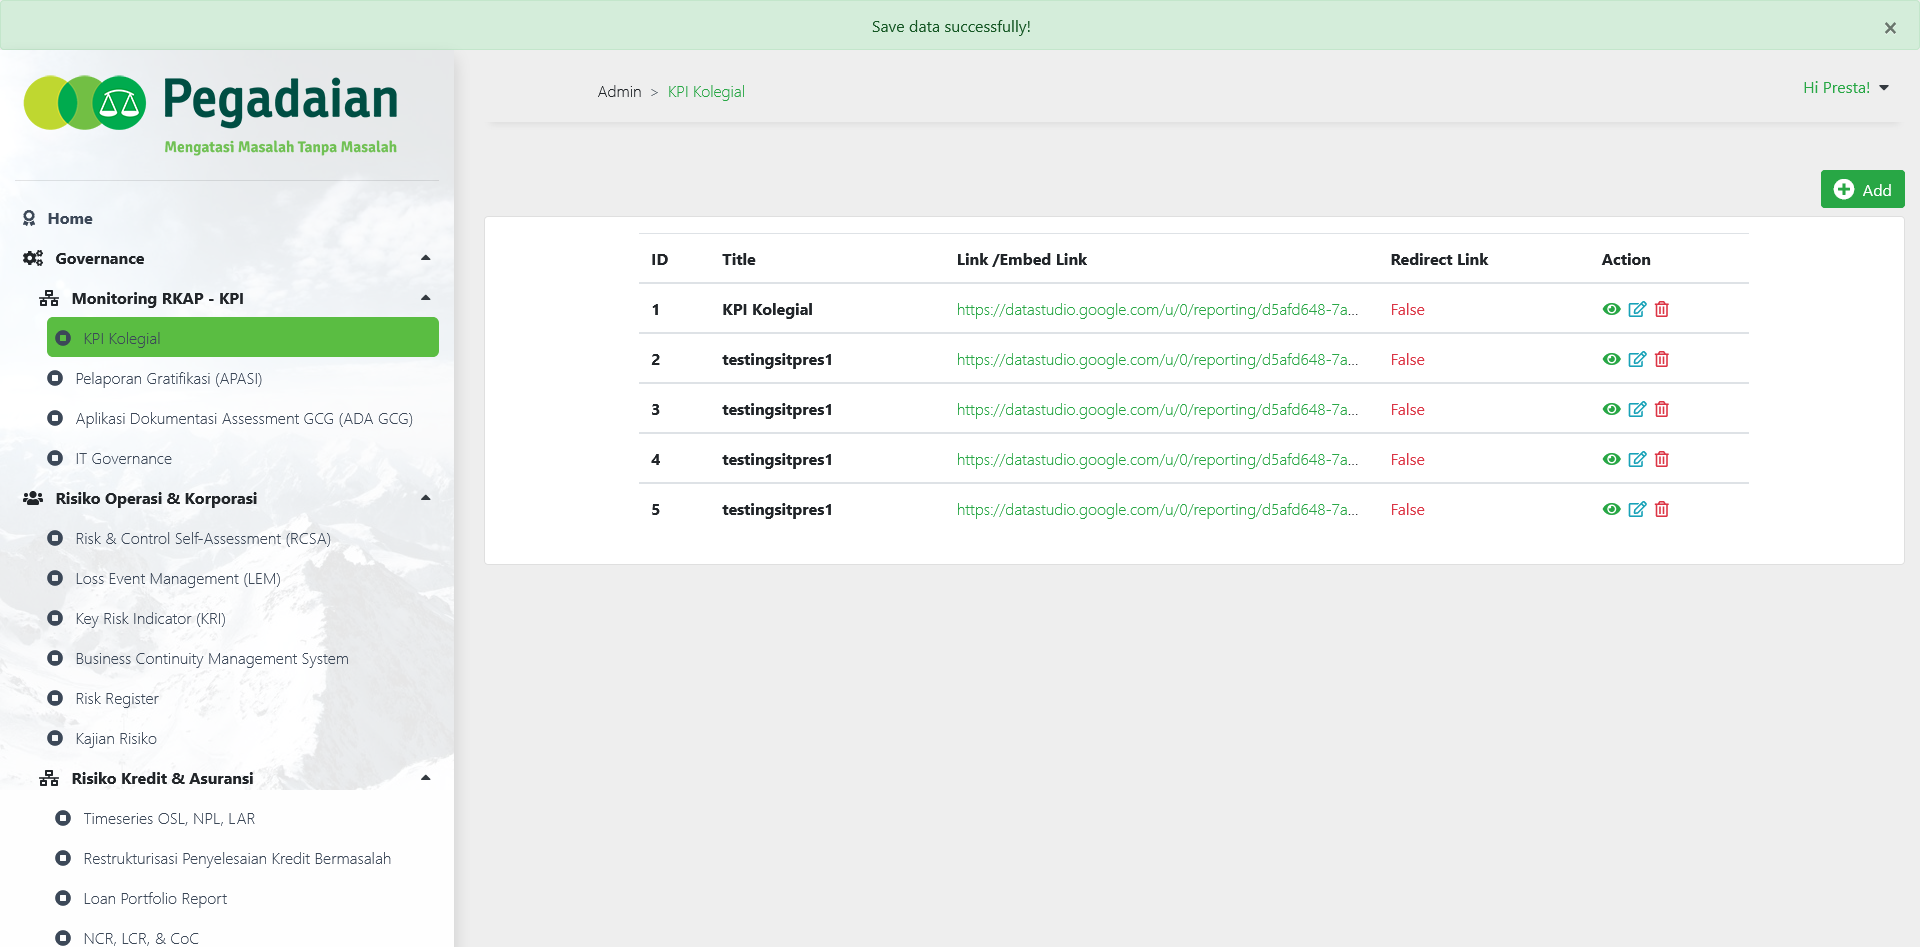 Save data successfully!
×
Pegadaian
Mengatasi Masalah Tanpa Masalah
Admin > KPI Kolegial
Hi Presta!
Add
Home
Governance
Monitoring RKAP - KPI
KPI Kolegial
Pelaporan Gratifikasi (APASI)
Aplikasi Dokumentasi Assessment GCG (ADA GCG)
IT Governance
Risiko Operasi & Korporasi
Risk & Control Self-Assessment (RCSA)
Loss Event Management (LEM)
Key Risk Indicator (KRI)
Business Continuity Management System
Risk Register
Kajian Risiko
Risiko Kredit & Asuransi
Timeseries OSL, NPL, LAR
Restrukturisasi Penyelesaian Kredit Bermasalah
Loan Portfolio Report
NCR, LCR, & CoC
ID Title Link /Embed Link Redirect Link Action
1 KPI Kolegial https://datastudio.google.com/u/0/reporting/d5afd648-7a... False
2 testingsitpres1 https://datastudio.google.com/u/0/reporting/d5afd648-7a... False
3 testingsitpres1 https://datastudio.google.com/u/0/reporting/d5afd648-7a... False
4 testingsitpres1 https://datastudio.google.com/u/0/reporting/d5afd648-7a... False
5 testingsitpres1 https://datastudio.google.com/u/0/reporting/d5afd648-7a... False